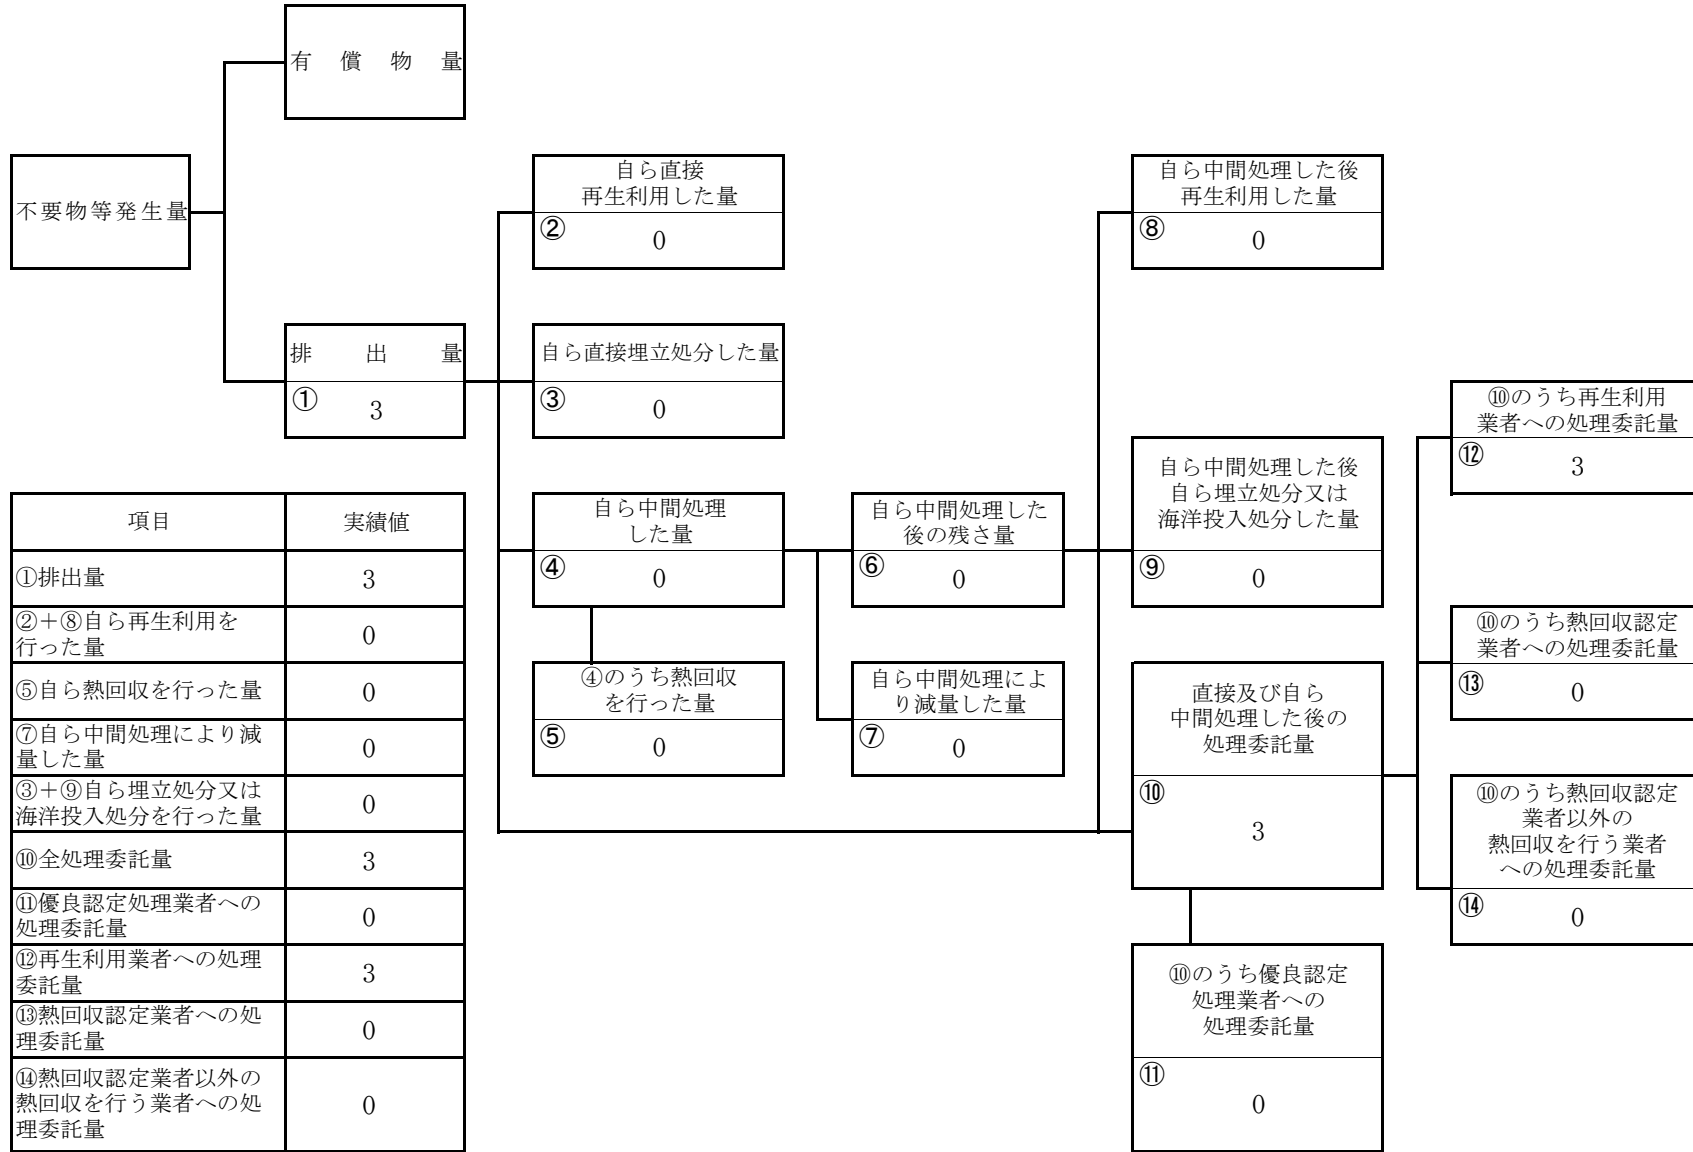 有償物量
不要物等発生量
自ら直接
再生利用した量
②
0
自ら中間処理した後
再生利用した量
⑧
0
排出量
①
3
自ら直接埋立処分した量
③
0
⑩のうち再生利用
業者への処理委託量
⑫
3
自ら中間処理
した量
④
0
自ら中間処理した
後の残さ量
⑥
0
自ら中間処理した後
自ら埋立処分又は
海洋投入処分した量
⑨
0
⑩のうち熱回収認定
業者への処理委託量
⑬
0
④のうち熱回収
を行った量
⑤
0
自ら中間処理によ
り減量した量
⑦
0
直接及び自ら
中間処理した後の
処理委託量
⑩
3
⑩のうち熱回収認定
業者以外の
熱回収を行う業者
への処理委託量
⑭
0
⑩のうち優良認定
処理業者への
処理委託量
⑪
0
項目 実績値
①排出量 3
②＋⑧自ら再生利用を
行った量 0
⑤自ら熱回収を行った量 0
⑦自ら中間処理により減
量した量 0
③＋⑨自ら埋立処分又は
海洋投入処分を行った量 0
⑩全処理委託量 3
⑪優良認定処理業者への
処理委託量 0
⑫再生利用業者への処理
委託量 3
⑬熱回収認定業者への処
理委託量 0
⑭熱回収認定業者以外の
熱回収を行う業者への処
理委託量 0